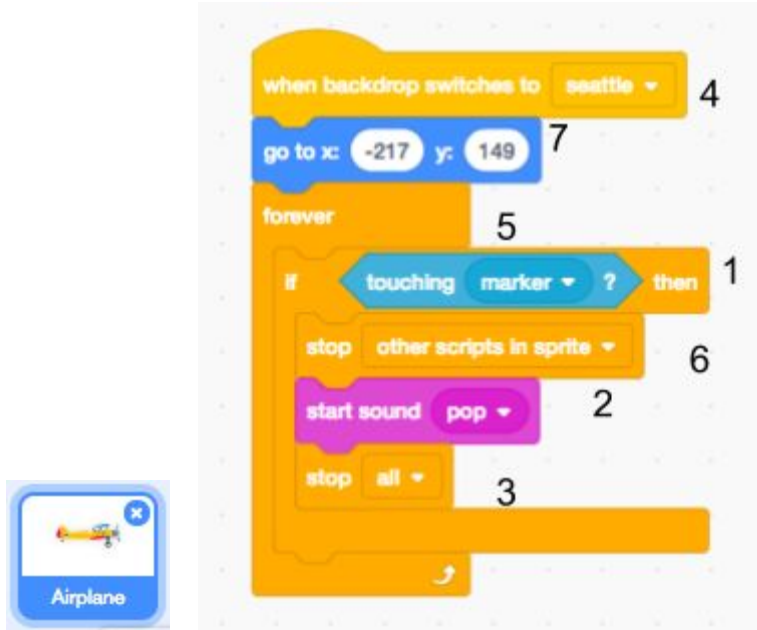 when backdrop switches to seattle 4
go to x: -217 y: 149 7
forever 5
if touching marker ? then 1
stop other scripts in sprite 6
start sound pop 2
stop all 3
Airplane